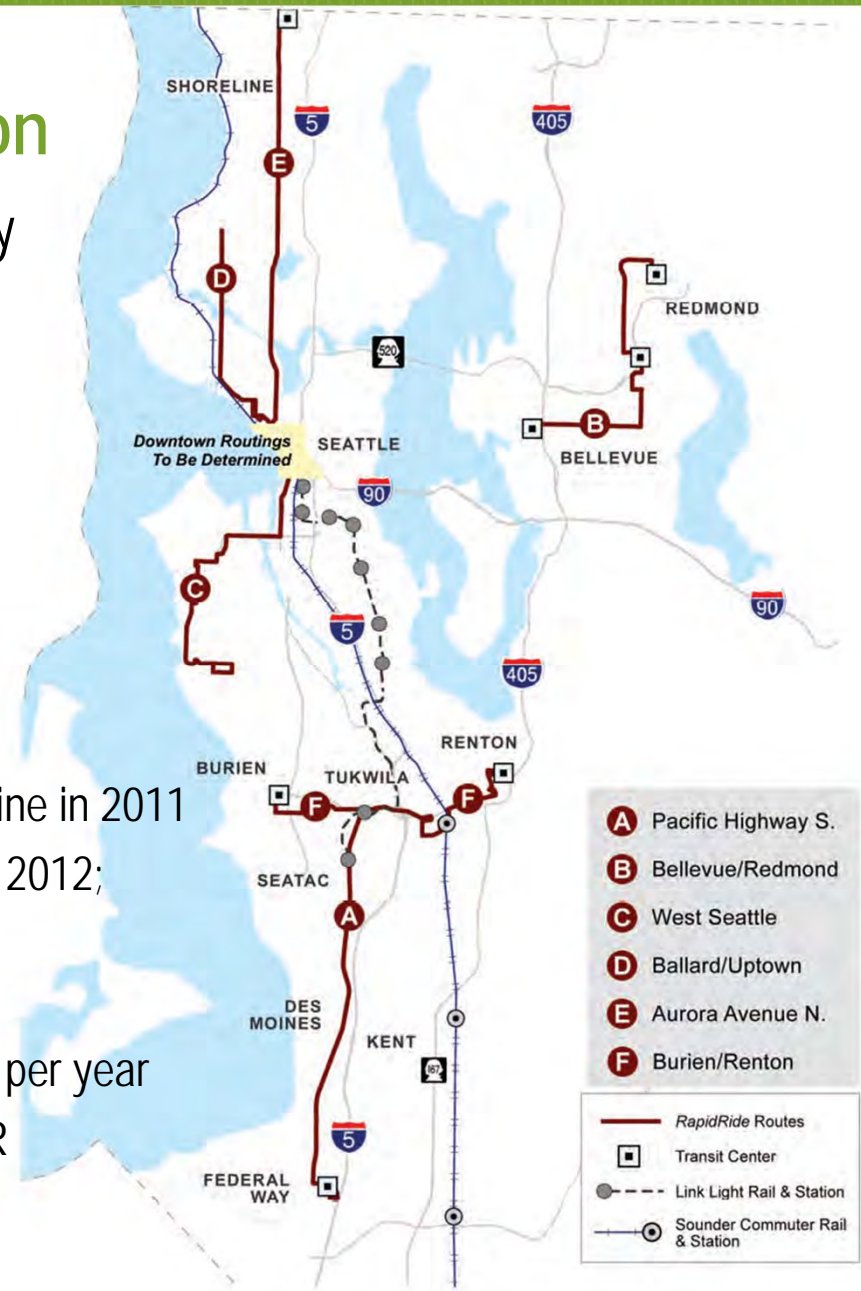 on
y
ine in 2011
2012;
per year
R
SHORELINE
5
405
E
D
REDMOND
520
Downtown Routings
To Be Determined
SEATTLE
B
BELLEVUE
90
C
5
90
405
RENTON
BURIEN
TUKWILA
F
F
SEATAC
A
DES
MOINES
KENT
167
5
FEDERAL
WAY
A Pacific Highway S.
B Bellevue/Redmond
C West Seattle
D Ballard/Uptown
E Aurora Avenue N.
F Burien/Renton
RapidRide Routes
Transit Center
Link Light Rail & Station
Sounder Commuter Rail
& Station